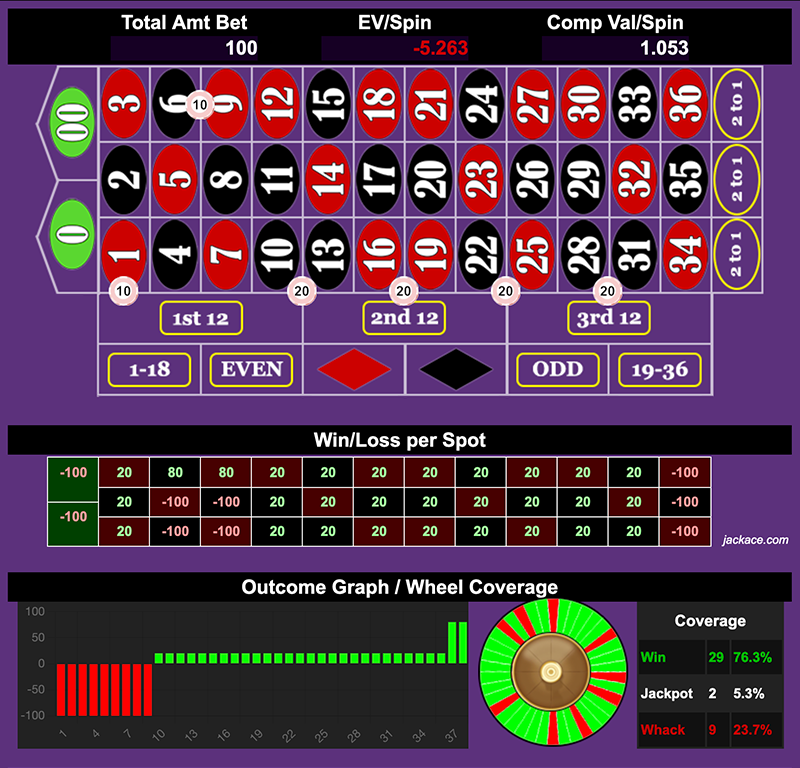 Total Amt Bet EV/Spin Comp Val/Spin
100 -5.263 1.053
00 3 6 10 9 12 15 18 21 24 27 30 33 36 2 to 1
2 5 8 11 14 17 20 23 26 29 32 35 2 to 1
0 1 4 7 10 13 16 19 22 25 28 31 34 2 to 1
10 20 20 20 20
1st 12 2nd 12 3rd 12
1-18 EVEN ODD 19-36
Win/Loss per Spot
-100 20 80 80 20 20 20 20 20 20 20 20 -100
20 -100 -100 20 20 20 20 20 20 20 20 -100
-100 20 -100 -100 20 20 20 20 20 20 20 20 -100
jackace.com
Outcome Graph / Wheel Coverage
100
50
0
-50
-100
1 4 7 10 13 16 19 22 25 28 31 34 37
Coverage
Win 29 76.3%
Jackpot 2 5.3%
Whack 9 23.7%